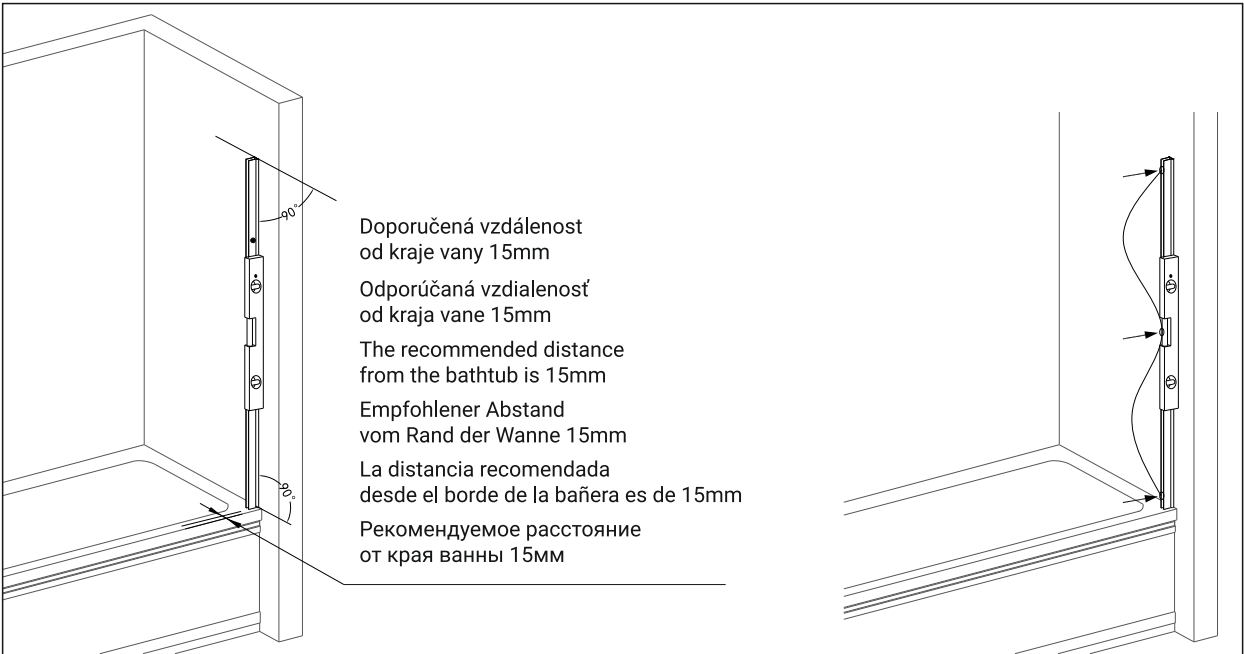 90°
Doporučená vzdálenost
od kraje vany 15mm
Odporúčaná vzdialenosť
od kraja vane 15mm
The recommended distance
from the bathtub is 15mm
Empfohlener Abstand
vom Rand der Wanne 15mm
La distancia recomendada
desde el borde de la bañera es de 15mm
90°
Рекомендуемое расстояние
от края ванны 15мм